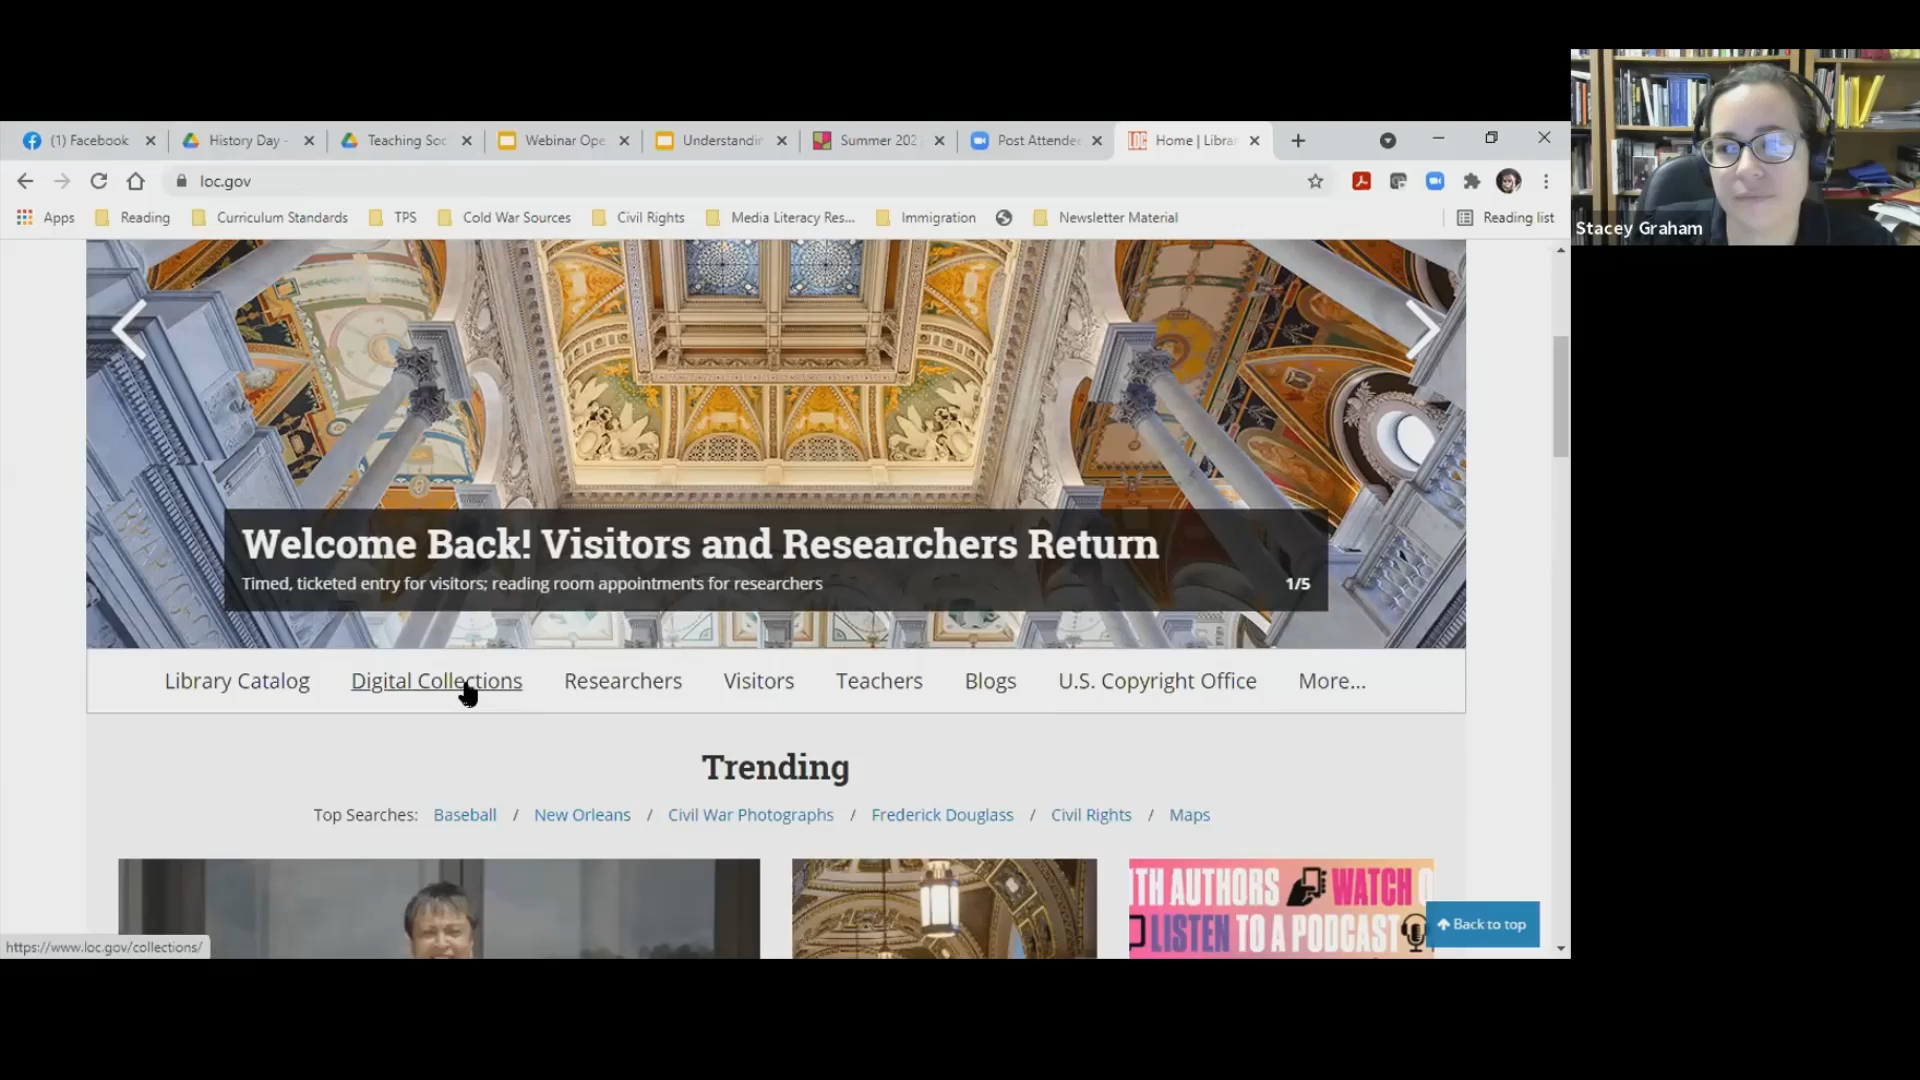 (1) Facebook
History Day -
Teaching Soc
Webinar Ope
Understandin
Summer 202
Post Attendee
LOC
Home | Librar
loc.gov
Apps
Reading
Curriculum Standards
TPS
Cold War Sources
Civil Rights
Media Literacy Res...
Immigration
Newsletter Material
Reading list
Stacey Graham
Welcome Back! Visitors and Researchers Return
Timed, ticketed entry for visitors; reading room appointments for researchers
1/5
Library Catalog
Digital Collections
Researchers
Visitors
Teachers
Blogs
U.S. Copyright Office
More...
Trending
Top Searches: Baseball / New Orleans / Civil War Photographs / Frederick Douglass / Civil Rights / Maps
ITH AUTHORS WATCH
LISTEN TO A PODCAST
Back to top
https://www.loc.gov/collections/